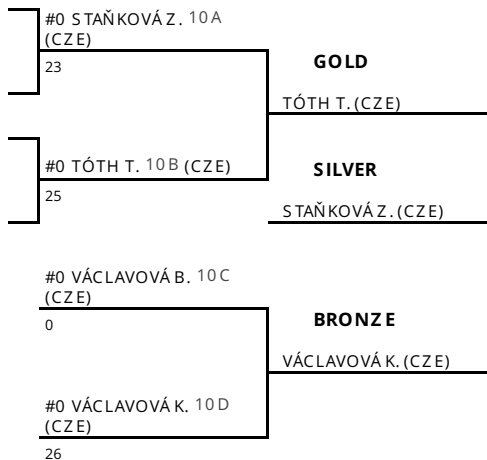 #0 STAŇKOVÁ Z. 10A
(CZE)
23
GOLD
TÓTH T. (CZE)
#0 TÓTH T. 10B (CZE)
25
SILVER
STAŇKOVÁ Z. (CZE)
#0 VÁCLAVOVÁ B. 10C
(CZE)
0
BRONZE
VÁCLAVOVÁ K. (CZE)
#0 VÁCLAVOVÁ K. 10D
(CZE)
26